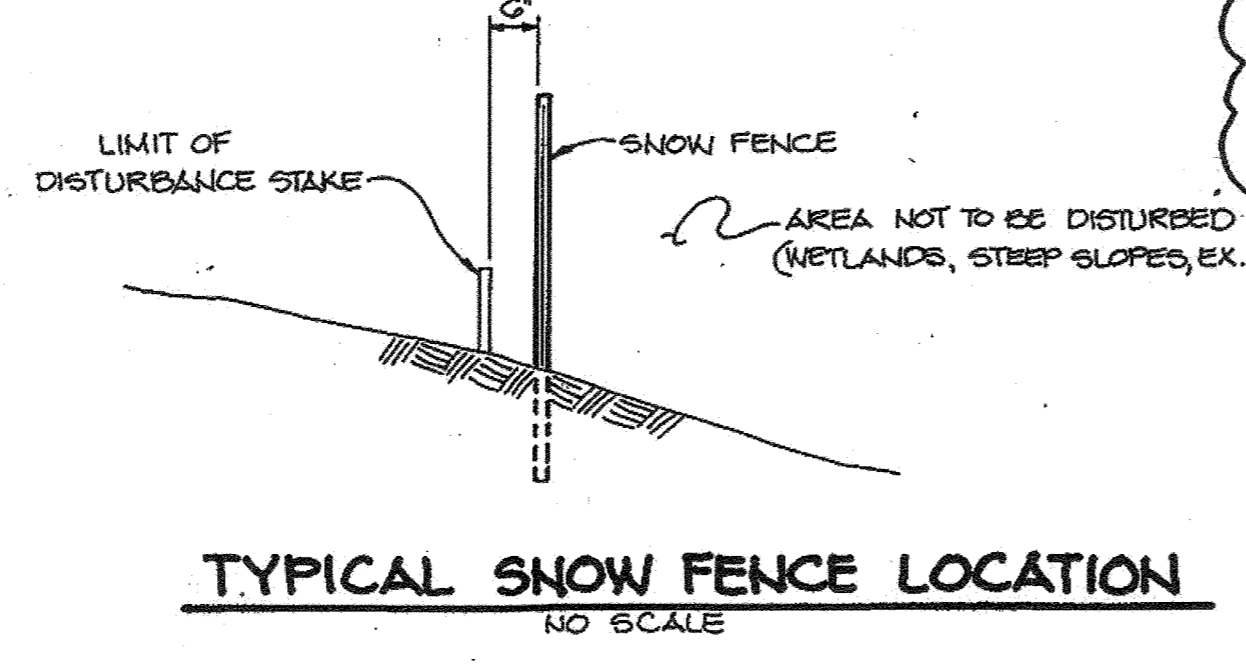 6"
LIMIT OF
DISTURBANCE STAKE
SNOW FENCE
AREA NOT TO BE DISTURBED
(WETLANDS, STEEP SLOPES, EX.
TYPICAL SNOW FENCE LOCATION
NO SCALE